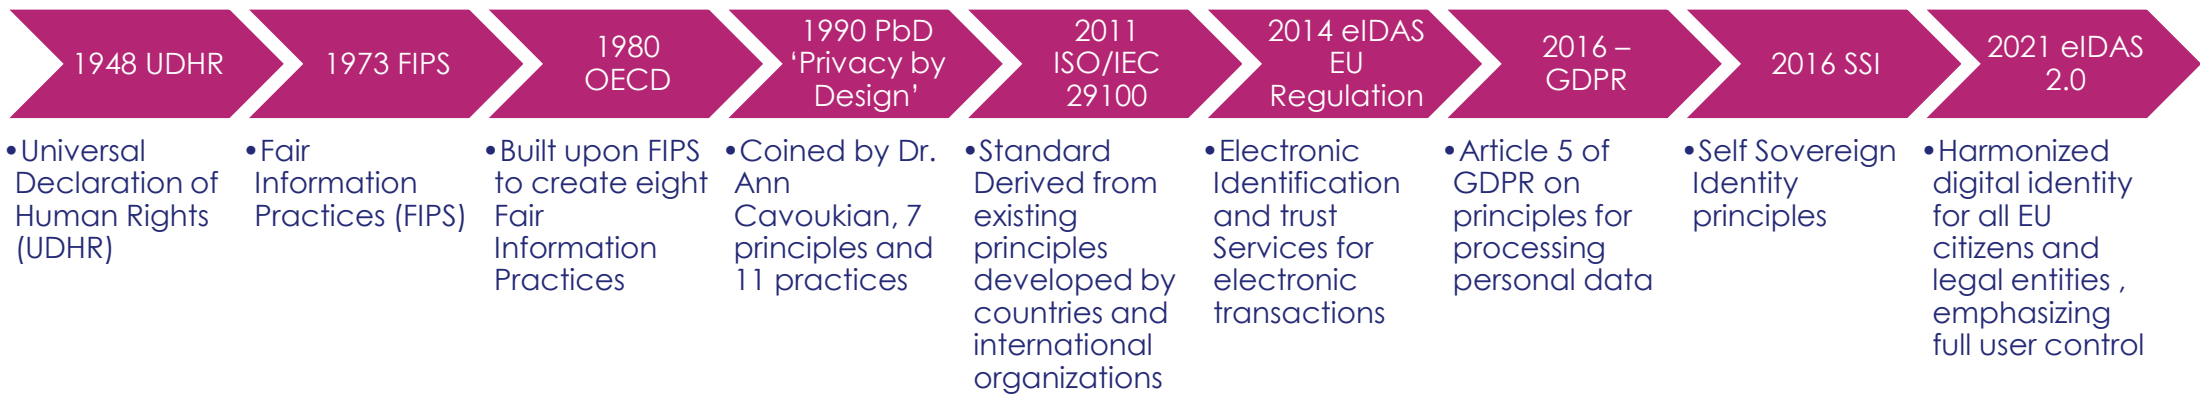 1948 UDHR
1973 FIPS
1980
OECD
1990 PbD
‘Privacy by
Design’
2011
ISO/IEC
29100
2014 eIDAS
EU
Regulation
2016 –
GDPR
2016 SSI
2021 eIDAS
2.0
•Universal
Declaration of
Human Rights
(UDHR)
•Fair
Information
Practices (FIPS)
•Built upon FIPS
to create eight
Fair
Information
Practices
•Coined by Dr.
Ann
Cavoukian, 7
principles and
11 practices
•Standard
Derived from
existing
principles
developed by
countries and
international
organizations
•Electronic
Identification
and trust
Services for
electronic
transactions
•Article 5 of
GDPR on
principles for
processing
personal data
•Self Sovereign
Identity
principles
•Harmonized
digital identity
for all EU
citizens and
legal entities ,
emphasizing
full user control